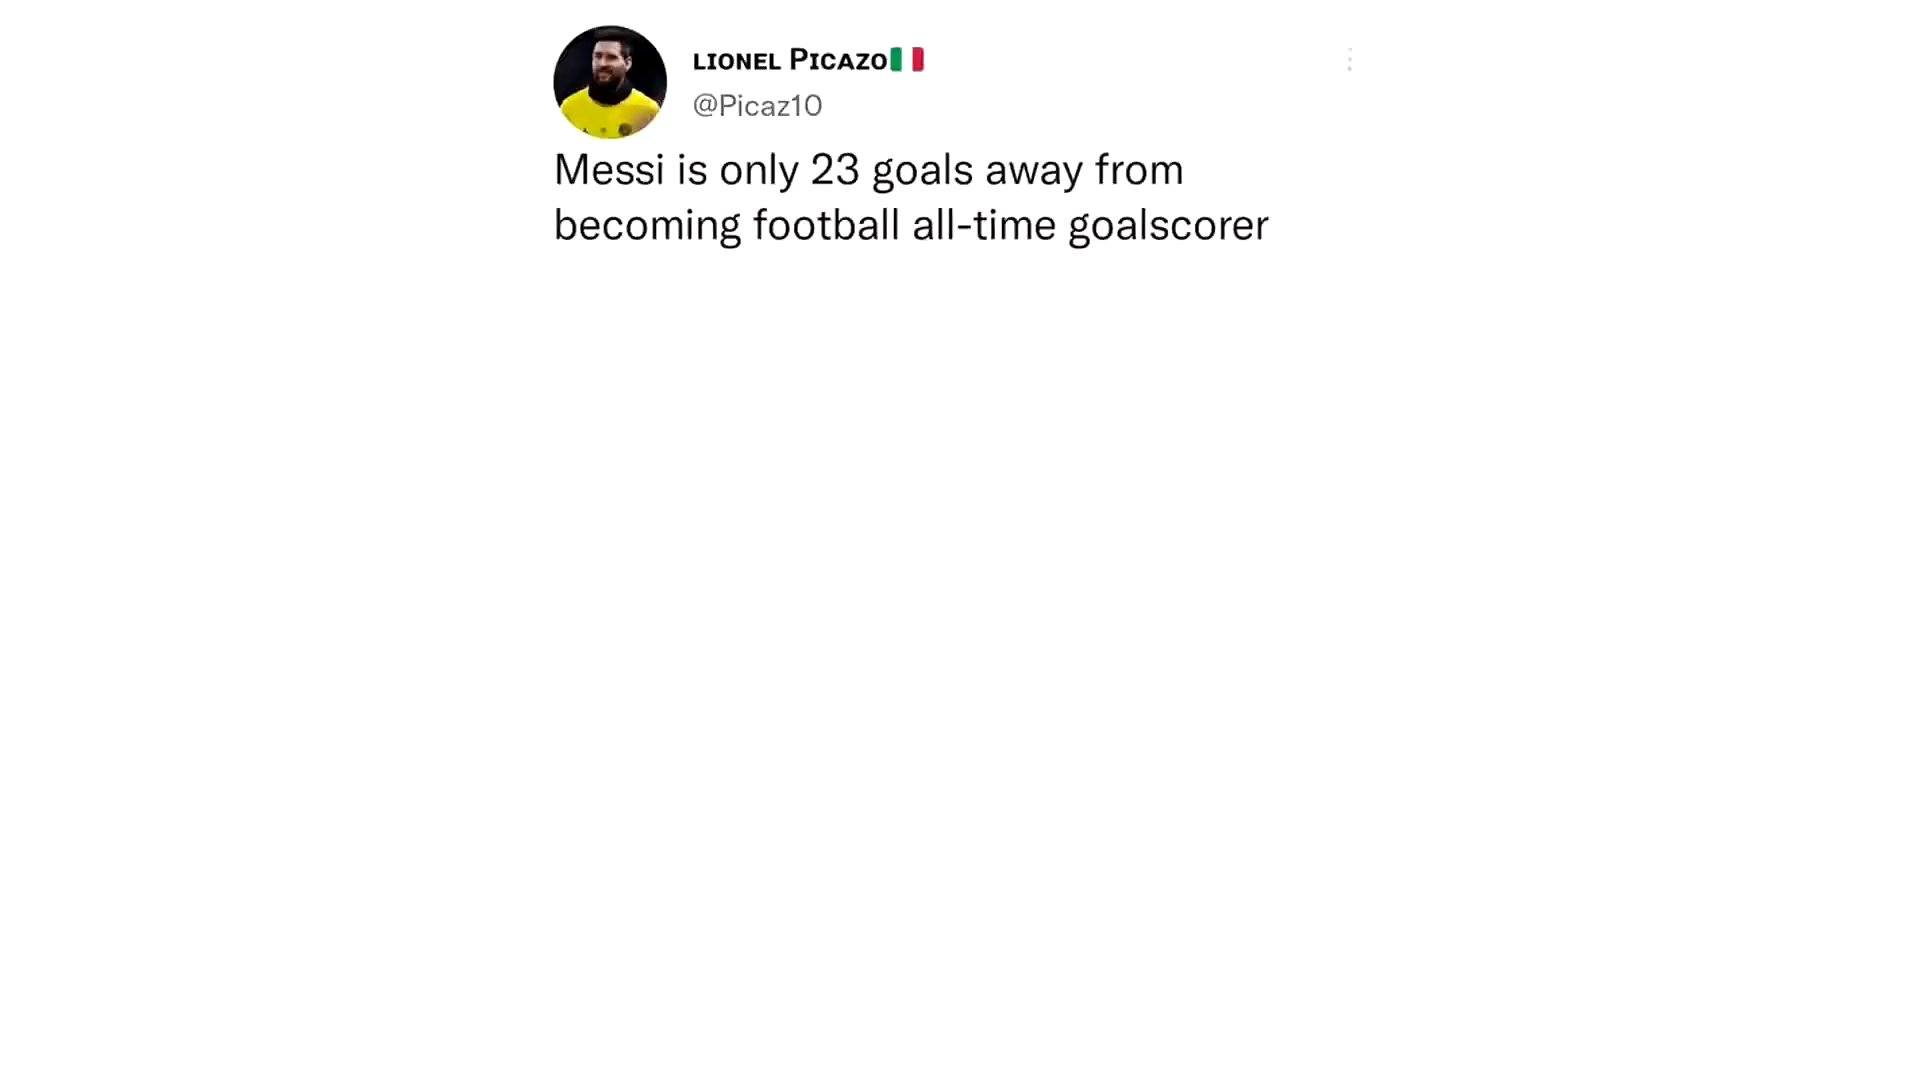 LIONEL PICAZO🇮🇹
@Picaz10
Messi is only 23 goals away from
becoming football all-time goalscorer